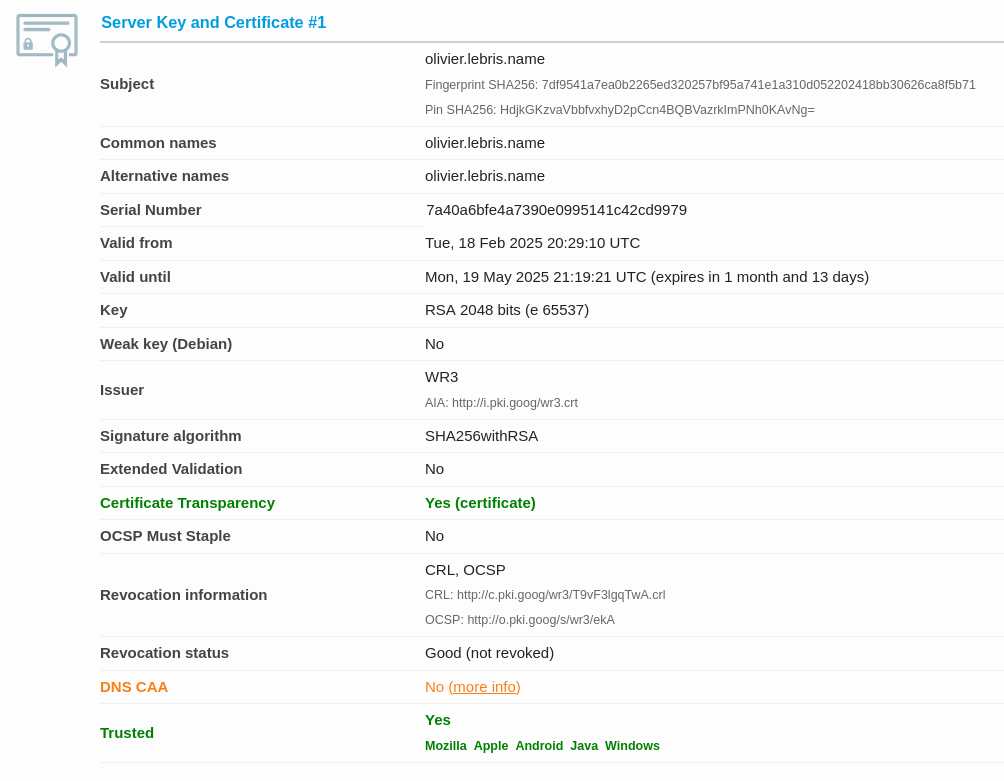 Server Key and Certificate #1
Subject
olivier.lebris.name
Fingerprint SHA256: 7df9541a7ea0b2265ed320257bf95a741e1a310d052202418bb30626ca8f5b71
Pin SHA256: HdjkGKzvaVbbfvxhyD2pCcn4BQBVazrkImPNh0KAvNg=
Common names olivier.lebris.name
Alternative names olivier.lebris.name
Serial Number 7a40a6bfe4a7390e0995141c42cd9979
Valid from Tue, 18 Feb 2025 20:29:10 UTC
Valid until Mon, 19 May 2025 21:19:21 UTC (expires in 1 month and 13 days)
Key RSA 2048 bits (e 65537)
Weak key (Debian) No
Issuer
WR3
AIA: http://i.pki.goog/wr3.crt
Signature algorithm SHA256withRSA
Extended Validation No
Certificate Transparency Yes (certificate)
OCSP Must Staple No
Revocation information
CRL, OCSP
CRL: http://c.pki.goog/wr3/T9vF3lgqTwA.crl
OCSP: http://o.pki.goog/s/wr3/ekA
Revocation status Good (not revoked)
DNS CAA No (more info)
Trusted
Yes
Mozilla Apple Android Java Windows